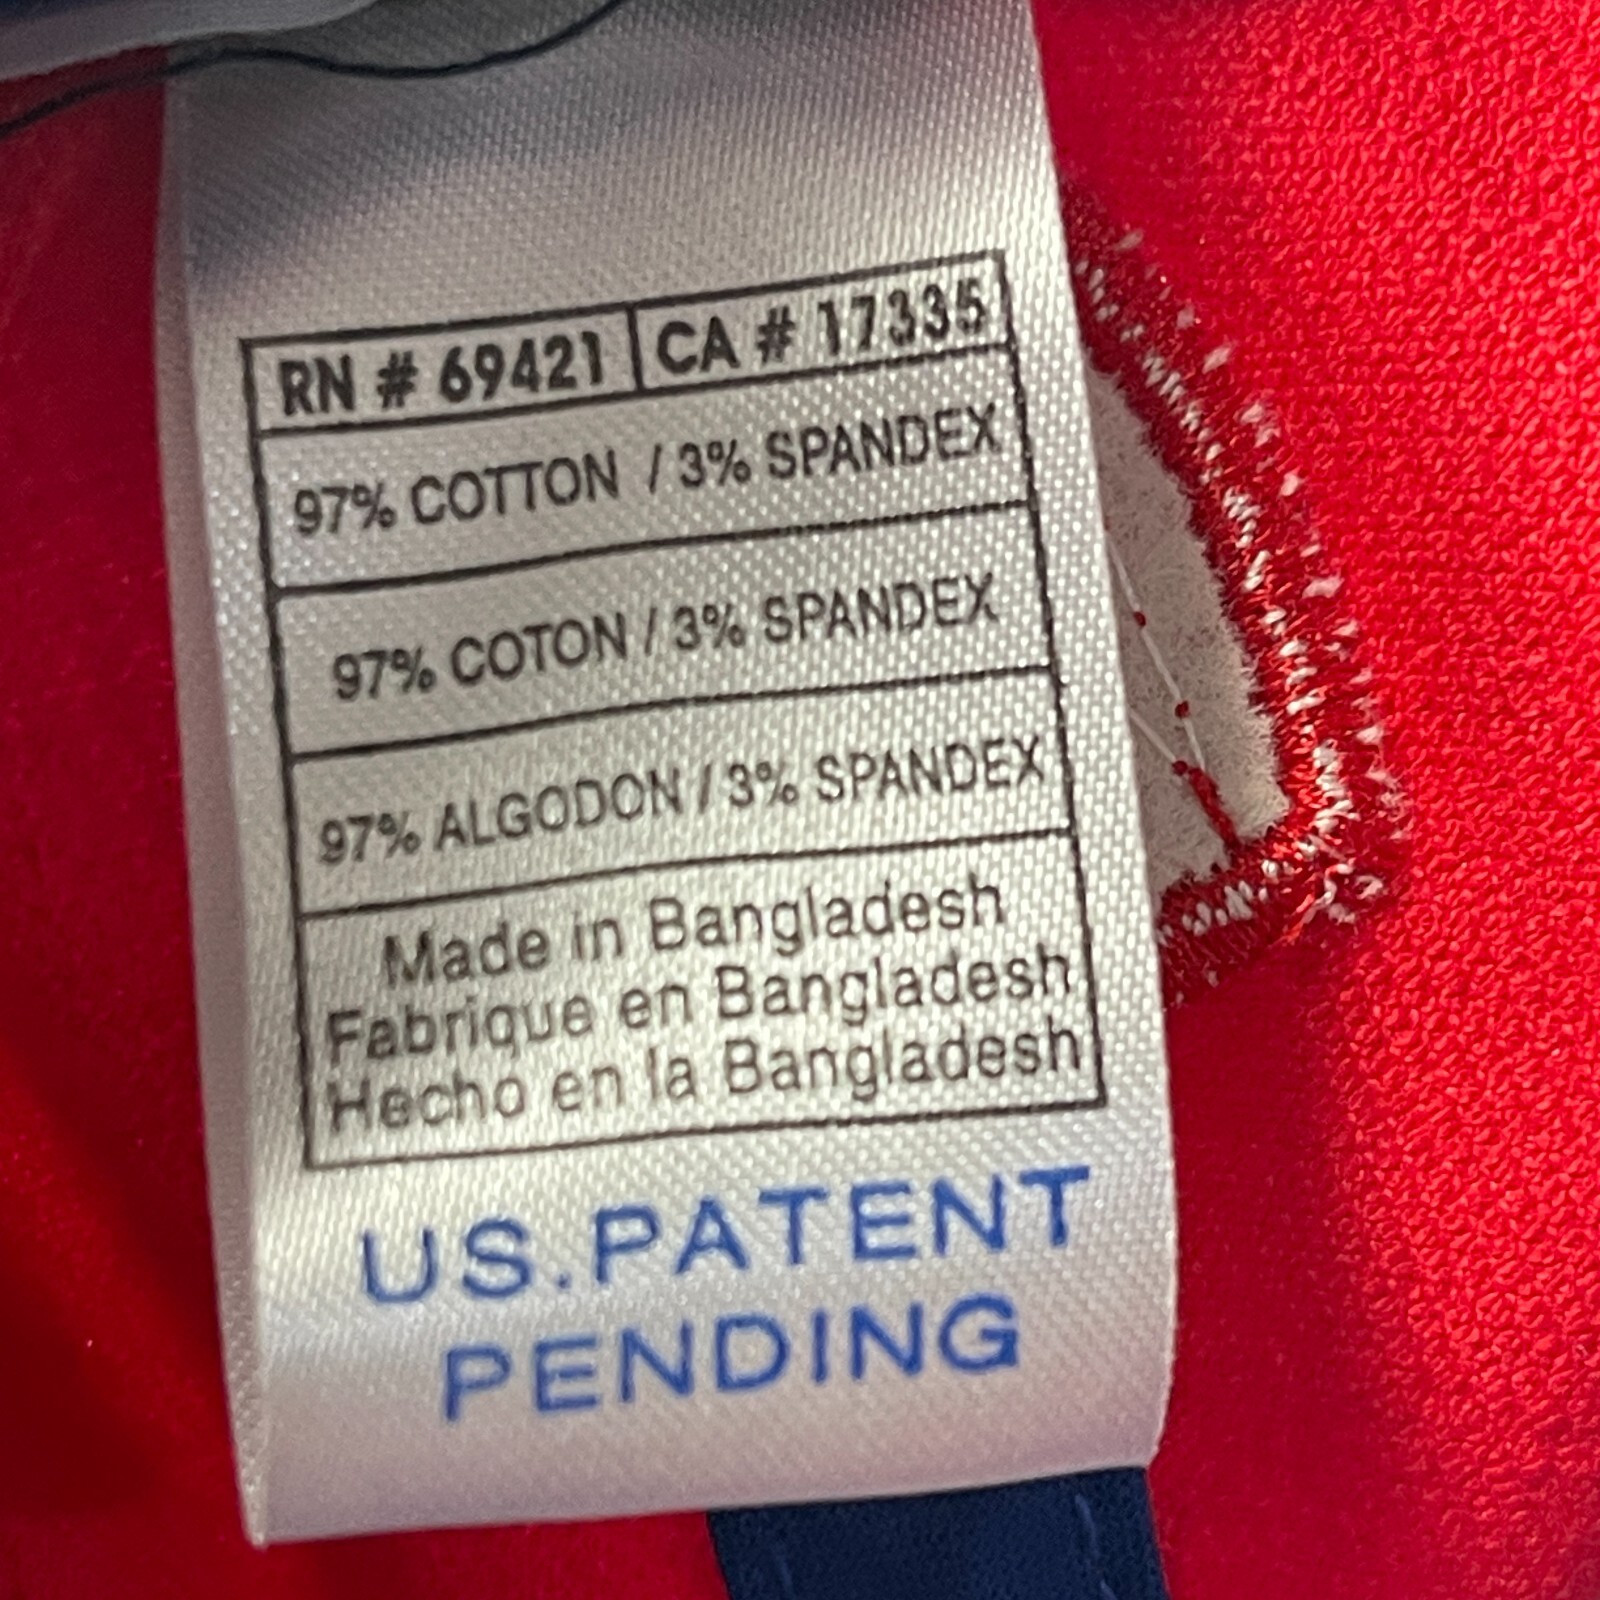 RN # 69421 CA # 17335
97% COTTON / 3% SPANDEX
97% COTON / 3% SPANDEX
97% ALGODON / 3% SPANDEX
Made in Bangladesh
Fabrique en Bangladesh
Hecho en la Bangladesh
US.PATENT
PENDING